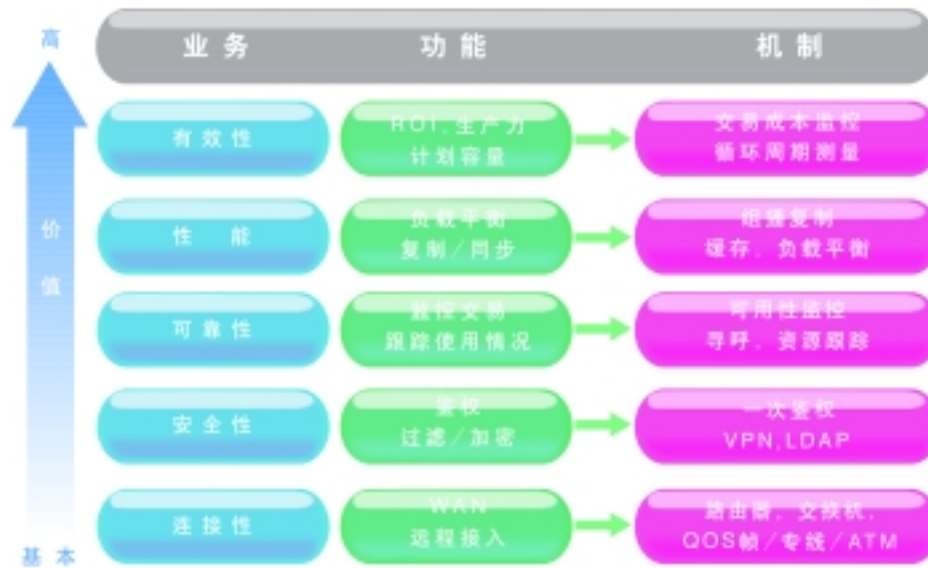 高
业务 功能 机制
有效性
ROI,生产力
计划容量
交易成本监控
循环周期测量
价值
性 能
负载平衡
复制/同步
组播复制
缓存，负载平衡
可靠性
监控交易
跟踪使用情况
可用性监控
寻呼，资源跟踪
安全性
鉴权
过滤/加密
一次鉴权
VPN,LDAP
连接性
WAN
远程接入
路由器，交换机，
QOS帧/专线/ATM
基本